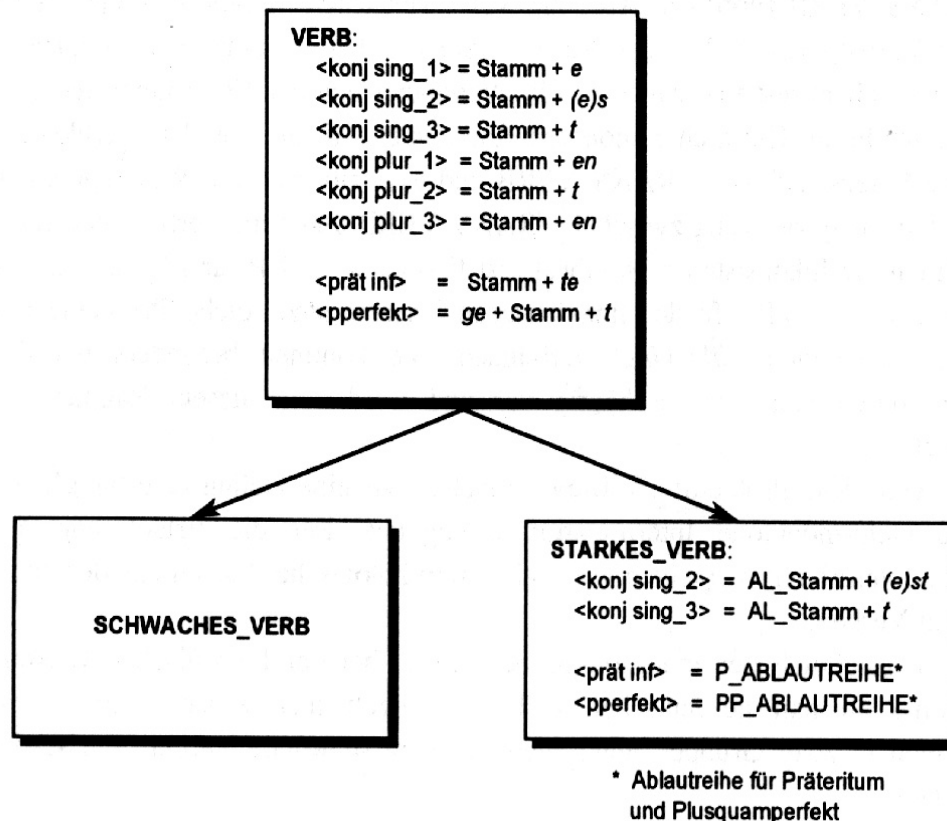 VERB:
<konj sing_1> = Stamm + e
<konj sing_2> = Stamm + (e)s
<konj sing_3> = Stamm + t
<konj plur_1> = Stamm + en
<konj plur_2> = Stamm + t
<konj plur_3> = Stamm + en
<prät inf> = Stamm + te
<pperfekt> = ge + Stamm + t
SCHWACHES_VERB
STARKES_VERB:
<konj sing_2> = AL_Stamm + (e)st
<konj sing_3> = AL_Stamm + t
<prät inf> = P_ABLAUTREIHE*
<pperfekt> = PP_ABLAUTREIHE*
* Ablautreihe für Präteritum
und Plusquamperfekt